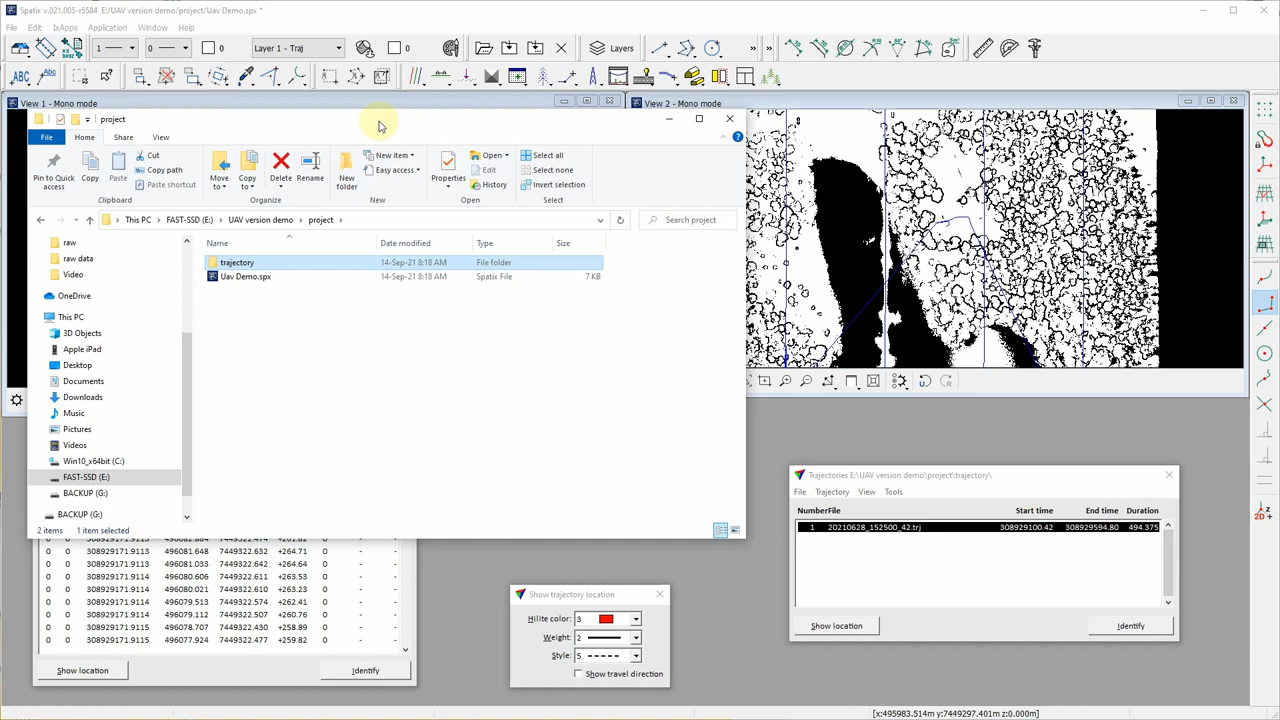 Spatix v.021.005-r5584 : E:/UAV version demo/project/Uav Demo.spx *
File Edit txApps Application Window Help
1 0 0 Layer 1 - Traj 0 Layers
ABC Abc
View 1 - Mono mode
View 2 - Mono mode
project
File Home Share View
Pin to Quick access
Copy
Paste
Cut
Copy path
Paste shortcut
Move to
Copy to
Delete
Rename
New folder
New item
Easy access
Properties
Open
Edit
History
Select all
Select none
Invert selection
Clipboard Organize New Open Select
This PC FAST-SSD (E:) UAV version demo project
Search project
Name Date modified Type Size
trajectory 14-Sep-21 8:18 AM File folder
Uav Demo.spx 14-Sep-21 8:18 AM Spatix File 7 KB
raw
raw data
Video
OneDrive
This PC
3D Objects
Apple iPad
Desktop
Documents
Downloads
Music
Pictures
Videos
Win10_x64bit (C:)
FAST-SSD (E:)
BACKUP (G:)
BACKUP (G:)
2 items 1 item selected
0 0 308929171.9113 496081.033 7449322.642 +264.64 0 - -
0 0 308929171.9114 496080.606 7449322.611 +263.53 0 - -
0 0 308929171.9114 496080.021 7449322.610 +263.23 0 - -
0 0 308929171.9114 496079.513 7449322.574 +262.41 0 - -
0 0 308929171.9114 496079.112 7449322.507 +260.76 0 - -
0 0 308929171.9115 496078.707 7449322.430 +258.89 0 - -
0 0 308929171.9115 496077.924 7449322.477 +259.82 0 - -
Show location Identify
Show trajectory location
Hilite color: 3
Weight: 2
Style: 5
Show travel direction
Trajectories E:\UAV version demo\project\trajectory\
File Trajectory View Tools
Number File Start time End time Duration
1 20210628_152500_42.trj 308929100.42 308929594.80 494.375
Show location Identify
[x:495983.514m y:7449297.401m z:0.000m]